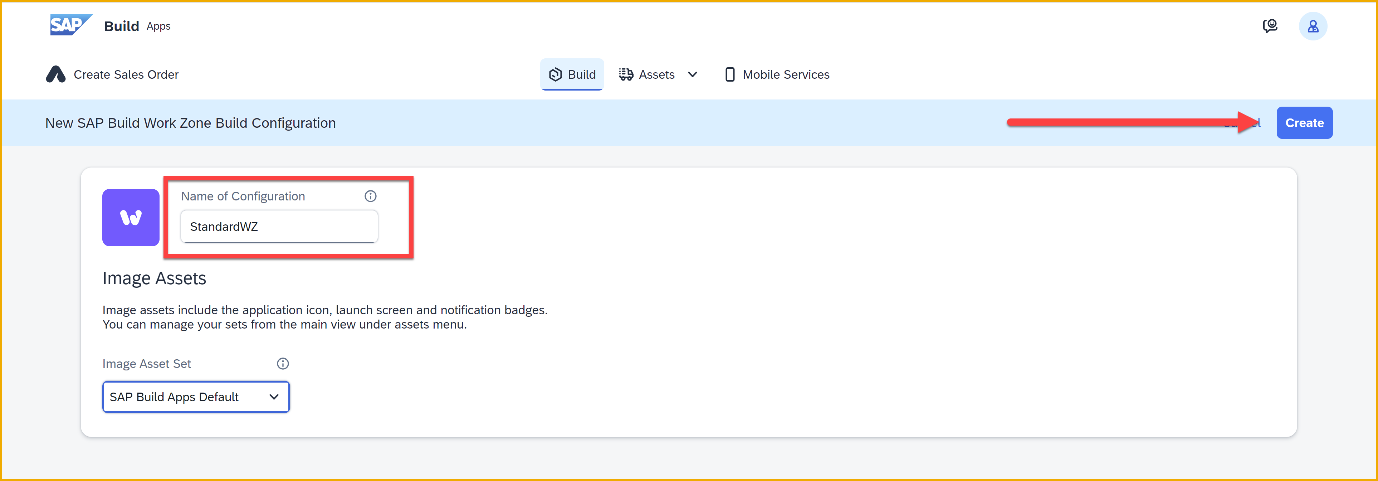 SAP Build Apps
Create Sales Order
Build Assets Mobile Services
New SAP Build Work Zone Build Configuration
Create
Name of Configuration
StandardWZ
Image Assets
Image assets include the application icon, launch screen and notification badges.
You can manage your sets from the main view under assets menu.
Image Asset Set
SAP Build Apps Default